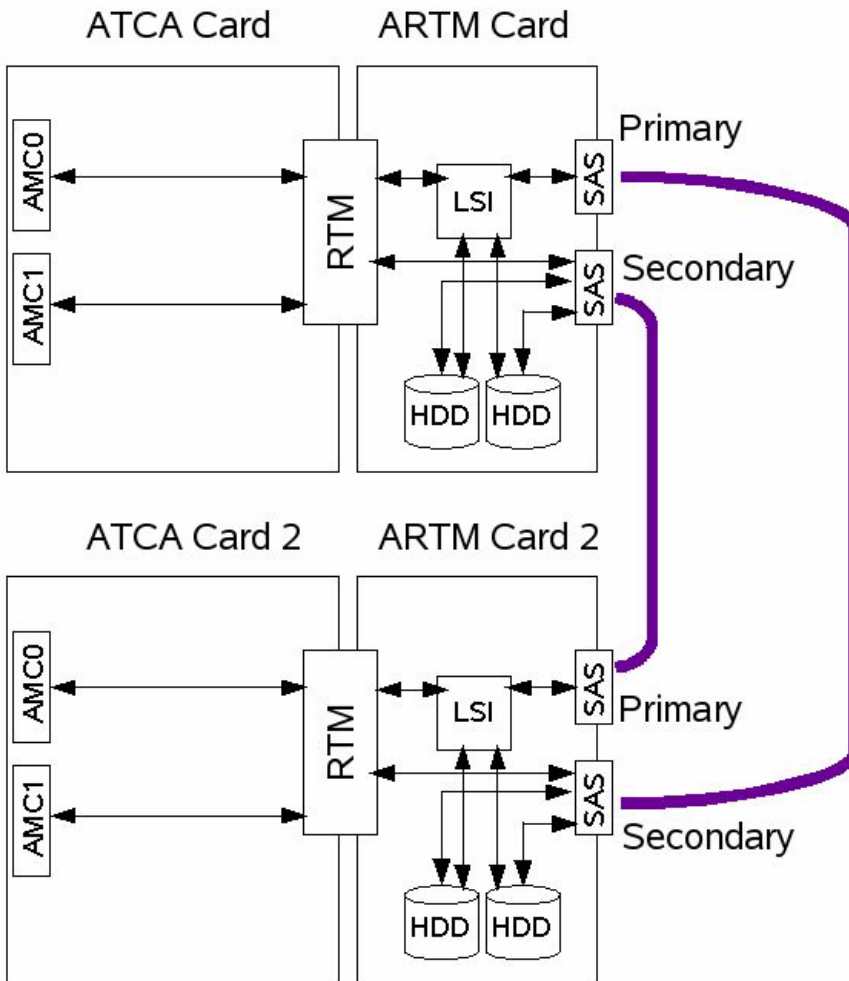 ATCA Card
ARTM Card
AMC0
AMC1
RTM
LSI
SAS
Primary
SAS
Secondary
HDD
HDD
ATCA Card 2
ARTM Card 2
AMC0
AMC1
RTM
LSI
SAS
Primary
SAS
Secondary
HDD
HDD